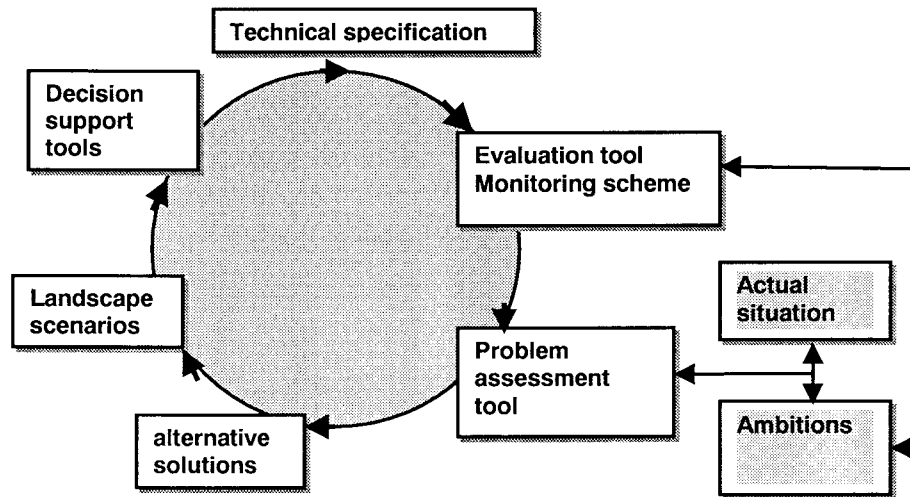 Technical specification
Decision
support
tools
Evaluation tool
Monitoring scheme
Landscape
scenarios
Actual
situation
Problem
assessment
tool
alternative
solutions
Ambitions